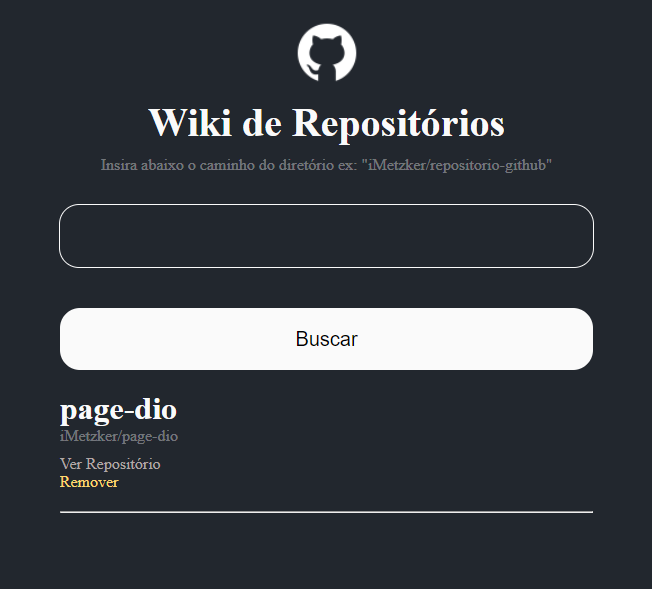 Wiki de Repositórios
Insira abaixo o caminho do diretório ex: "iMetzker/repositorio-github"
Buscar
page-dio
iMetzker/page-dio
Ver Repositório
Remover